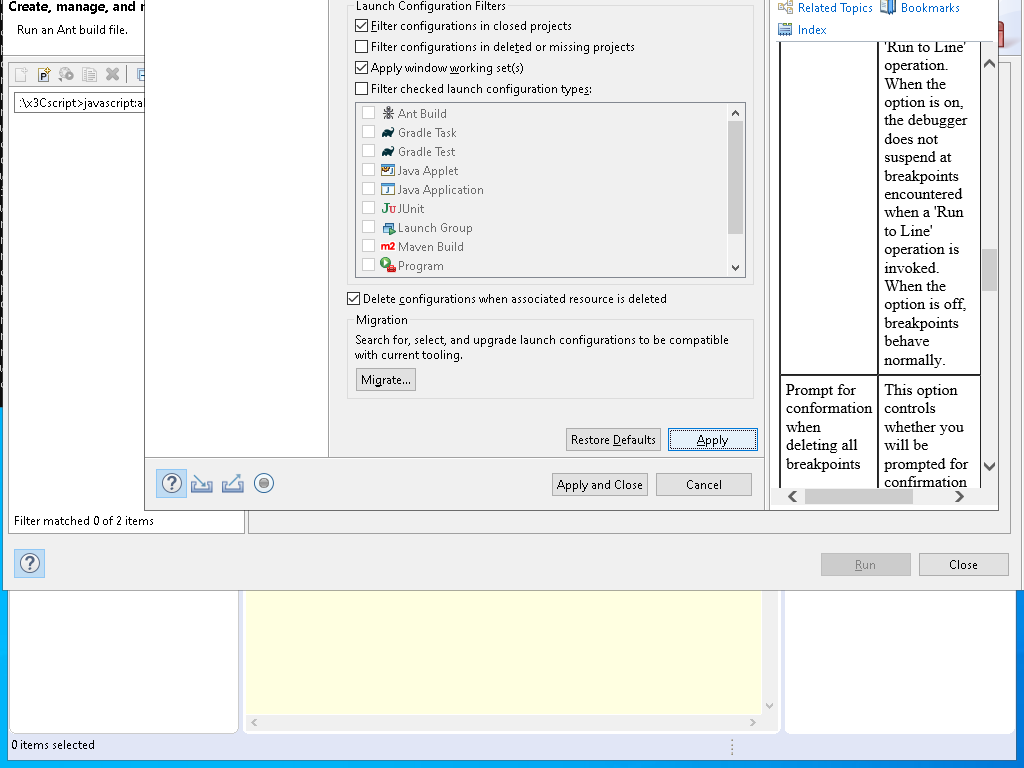 Create, manage, and r
Run an Ant build file.
:\x3Cscript>javascript:al
Filter matched 0 of 2 items
Launch Configuration Filters
Filter configurations in closed projects
Filter configurations in deleted or missing projects
Apply window working set(s)
Filter checked launch configuration types:
Ant Build
Gradle Task
Gradle Test
Java Applet
Java Application
JUnit
Launch Group
Maven Build
Program
Delete configurations when associated resource is deleted
Migration
Search for, select, and upgrade launch configurations to be compatible
with current tooling.
Migrate...
Restore Defaults
Apply
Apply and Close
Cancel
Related Topics
Bookmarks
Index
'Run to Line'
operation.
When the
option is on,
the debugger
does not
suspend at
breakpoints
encountered
when a 'Run
to Line'
operation is
invoked.
When the
option is off,
breakpoints
behave
normally.
Prompt for
conformation
when
deleting all
breakpoints
This option
controls
whether you
will be
prompted for
confirmation
Run
Close
0 items selected